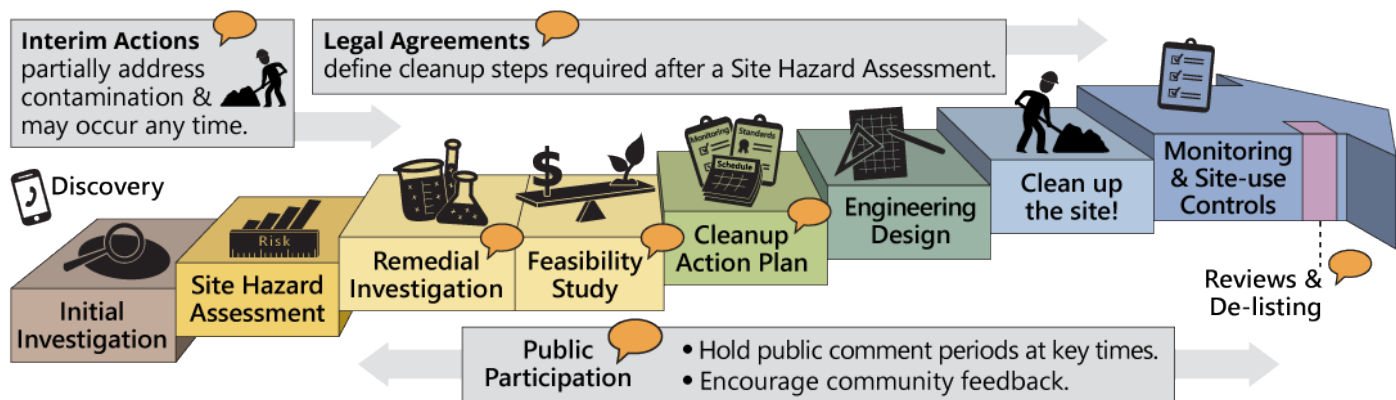 Interim Actions
partially address
contamination &
may occur any time.
Legal Agreements
define cleanup steps required after a Site Hazard Assessment.
Discovery
Initial
Investigation
Risk
Site Hazard
Assessment
Remedial
Investigation
$
Feasibility
Study
Monitoring
Standards
Schedule
Cleanup
Action Plan
Engineering
Design
Clean up
the site!
Monitoring
& Site-use
Controls
Reviews &
De-listing
Public
Participation
• Hold public comment periods at key times.
• Encourage community feedback.